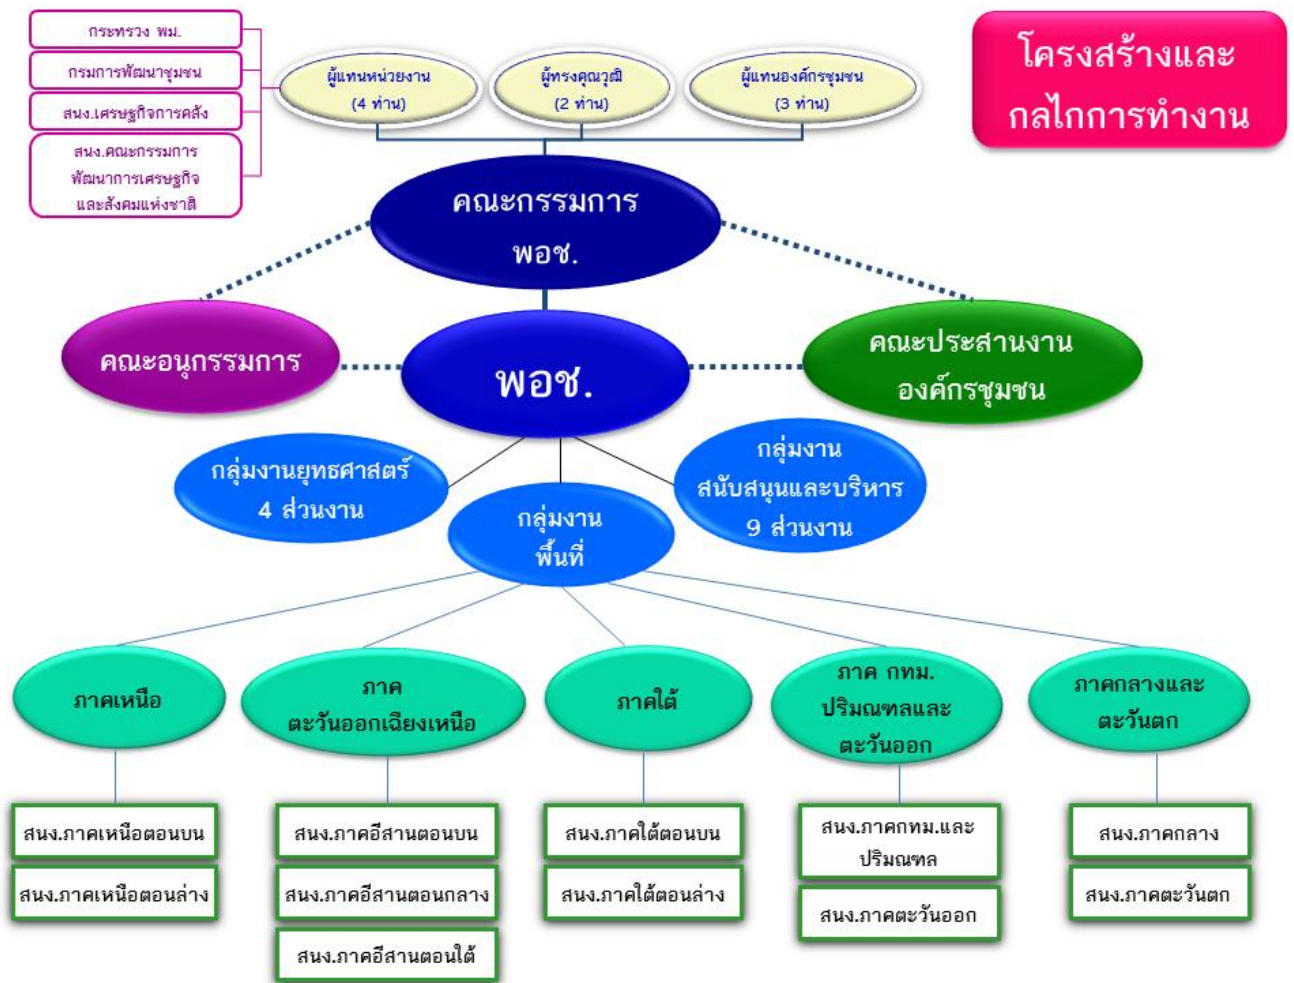 กระทรวง พม.
กรมการพัฒนาชุมชน
สนง.เศรษฐกิจการคลัง
สนง.คณะกรรมการ
พัฒนาการเศรษฐกิจ
และสังคมแห่งชาติ
ผู้แทนหน่วยงาน
(4 ท่าน)
ผู้ทรงคุณวุฒิ
(2 ท่าน)
ผู้แทนองค์กรชุมชน
(3 ท่าน)
โครงสร้างและ
กลไกการทำงาน
คณะกรรมการ
พอช.
คณะอนุกรรมการ
พอช.
คณะประสานงาน
องค์กรชุมชน
กลุ่มงานยุทธศาสตร์
4 ส่วนงาน
กลุ่มงาน
พื้นที่
กลุ่มงาน
สนับสนุนและบริหาร
9 ส่วนงาน
ภาคเหนือ
ภาค
ตะวันออกเฉียงเหนือ
ภาคใต้
ภาค กทม.
ปริมณฑลและ
ตะวันออก
ภาคกลางและ
ตะวันตก
สนง.ภาคเหนือตอนบน
สนง.ภาคเหนือตอนล่าง
สนง.ภาคอีสานตอนบน
สนง.ภาคอีสานตอนกลาง
สนง.ภาคอีสานตอนใต้
สนง.ภาคใต้ตอนบน
สนง.ภาคใต้ตอนล่าง
สนง.ภาคกทม.และ
ปริมณฑล
สนง.ภาคตะวันออก
สนง.ภาคกลาง
สนง.ภาคตะวันตก